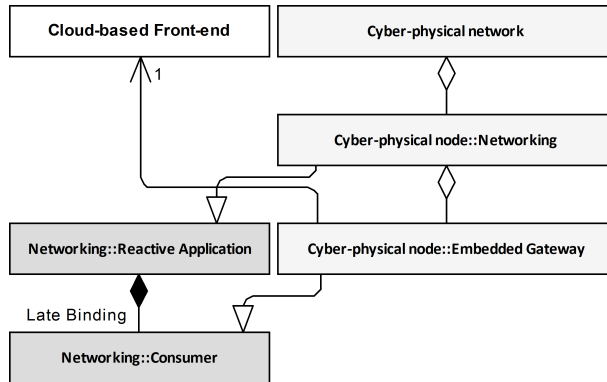 Cloud-based Front-end
Cyber-physical network
1
Cyber-physical node::Networking
Networking::Reactive Application
Cyber-physical node::Embedded Gateway
Late Binding
Networking::Consumer